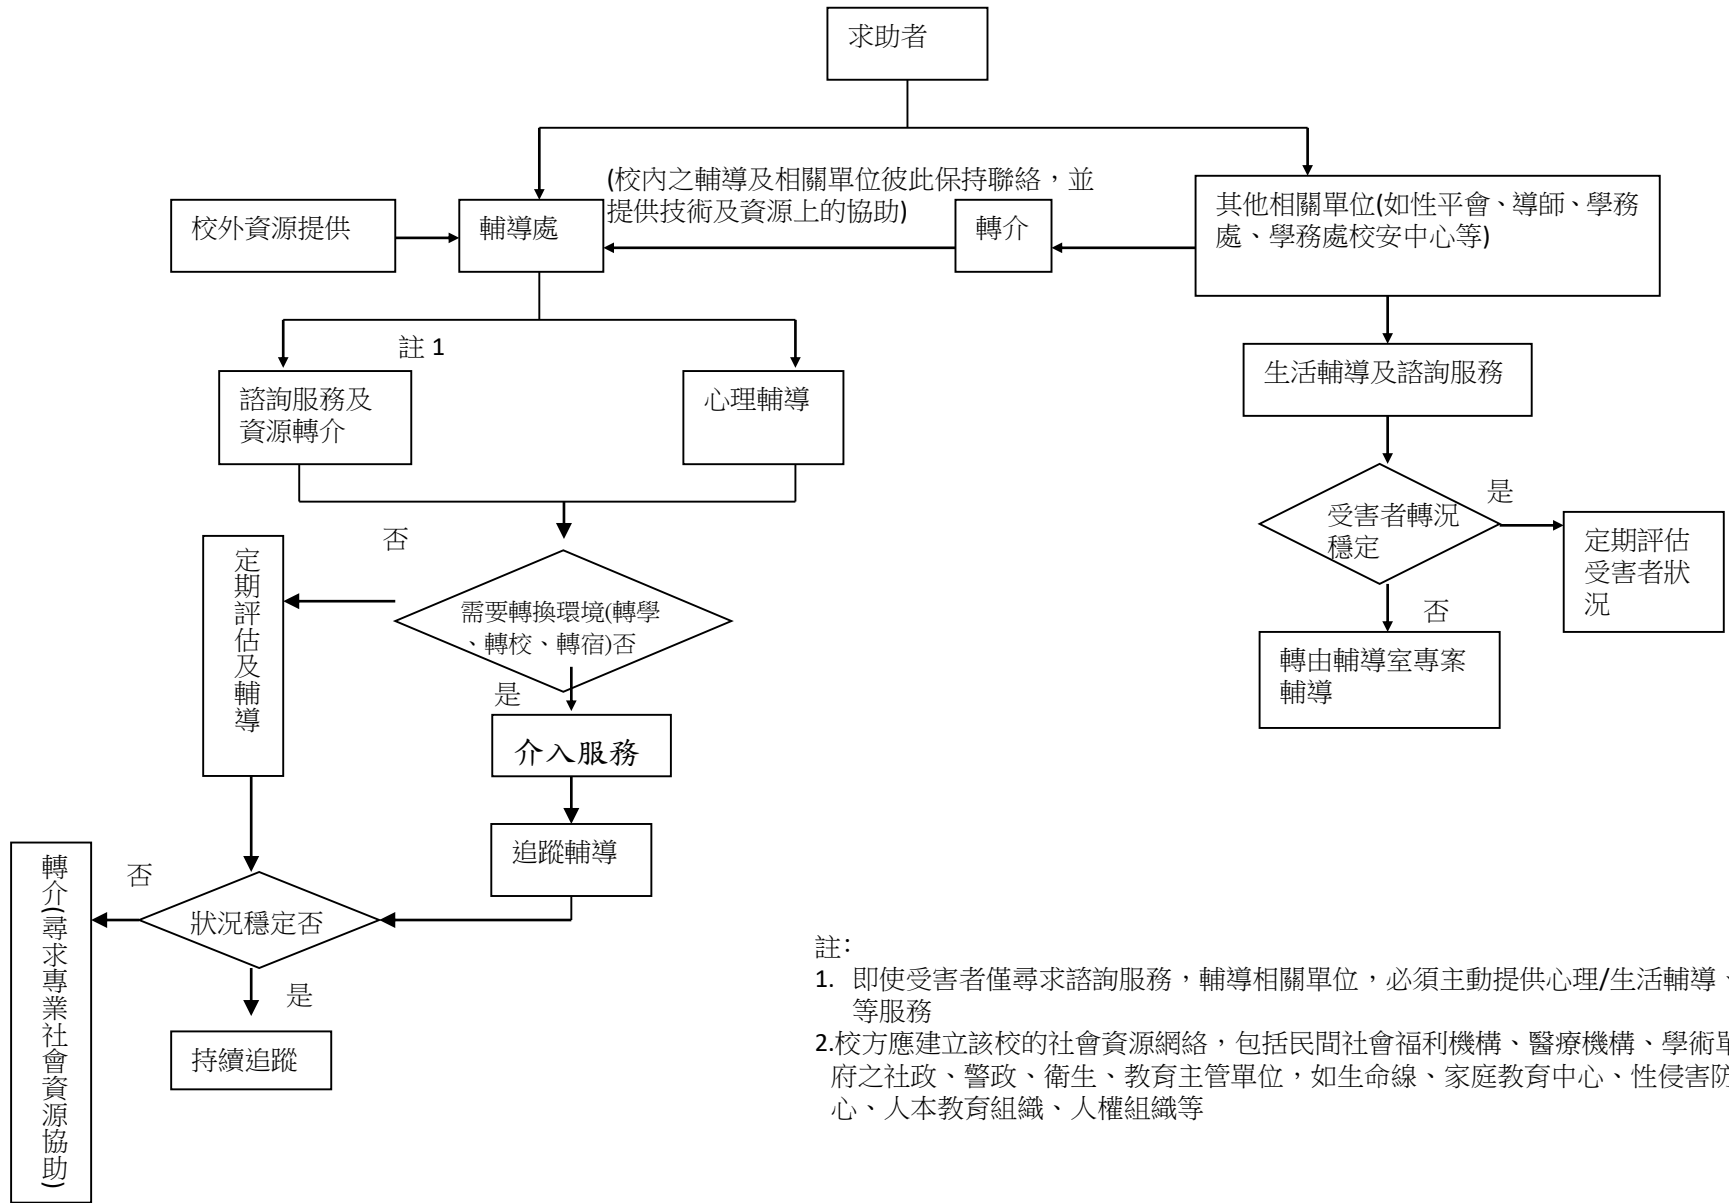 求助者
(校內之輔導及相關單位彼此保持聯絡，並
提供技術及資源上的協助)
校外資源提供
輔導處
轉介
其他相關單位(如性平會、導師、學務
處、學務處校安中心等)
註 1
諮詢服務及
資源轉介
心理輔導
生活輔導及諮詢服務
受害者轉況
穩定
是
定期評估
受害者狀
況
否
轉由輔導室專案
輔導
否
定期評估及輔導
需要轉換環境(轉學
、轉校、轉宿)否
是
介入服務
追蹤輔導
轉介(尋求專業社會資源協助)
否
狀況穩定否
是
持續追蹤
註：
1. 即使受害者僅尋求諮詢服務，輔導相關單位，必須主動提供心理/生活輔導、
等服務
2.校方應建立該校的社會資源網絡，包括民間社會福利機構、醫療機構、學術單
府之社政、警政、衛生、教育主管單位，如生命線、家庭教育中心、性侵害防
心、人本教育組織、人權組織等